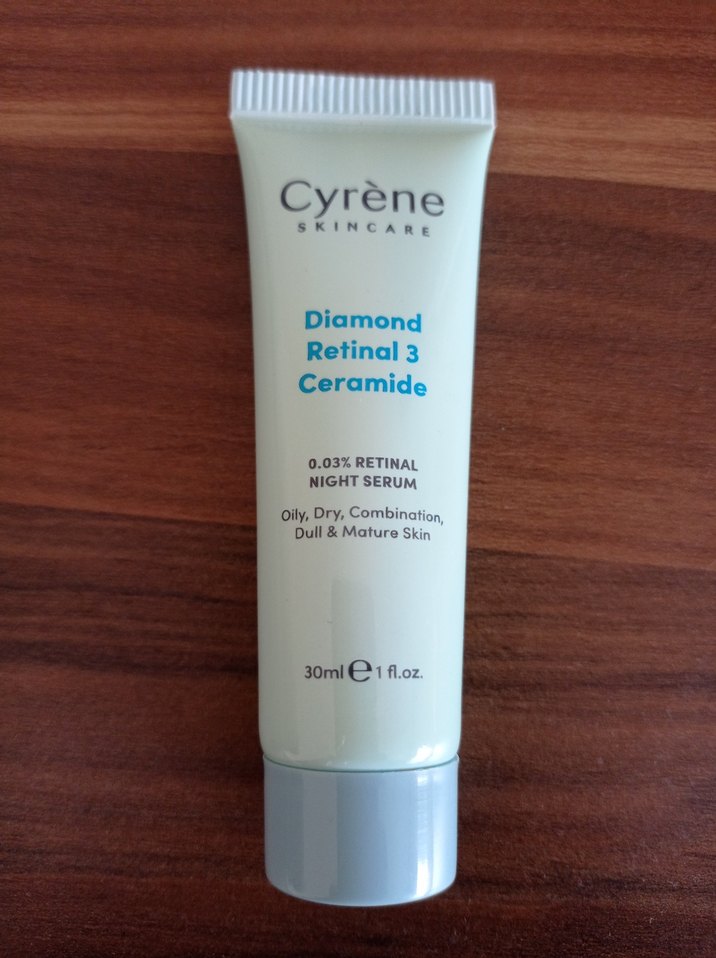 Cyrène
SKINCARE
Diamond
Retinal 3
Ceramide
0.03% RETINAL
NIGHT SERUM
Oily, Dry, Combination,
Dull & Mature Skin
30ml ℮ 1 fl.oz.